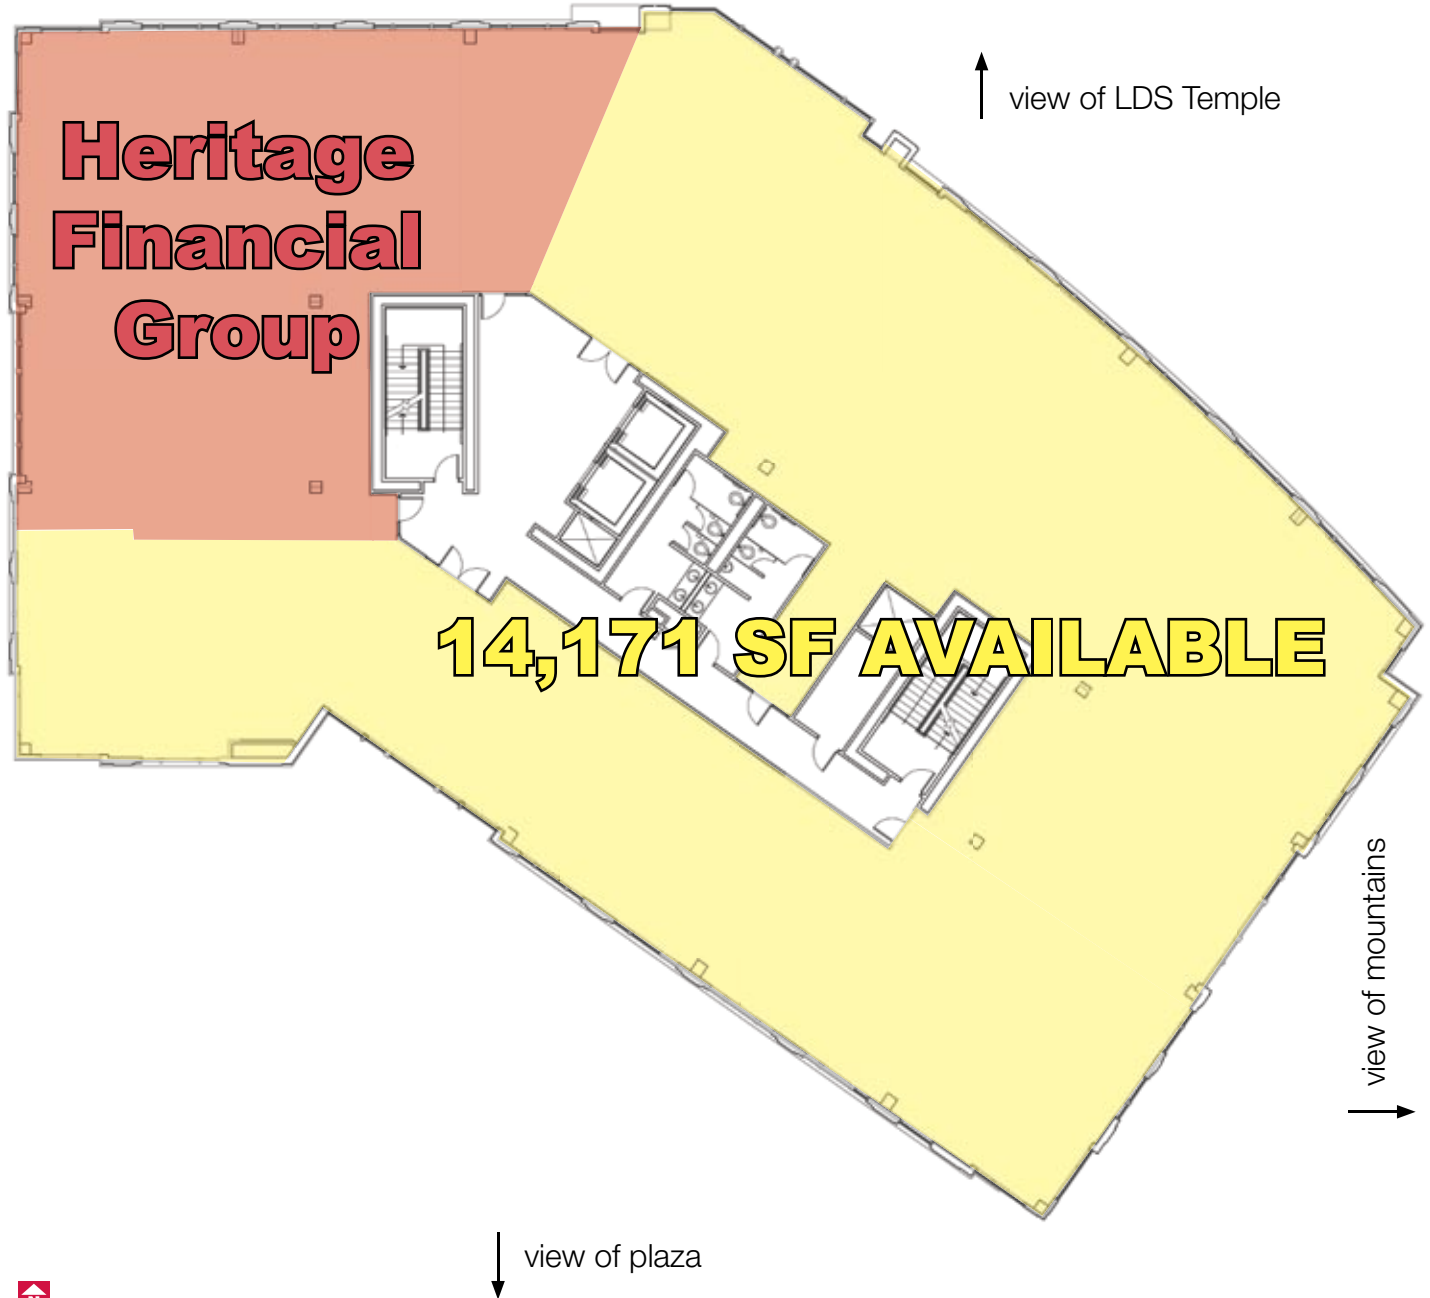 view of LDS Temple
Heritage
Financial
Group
14,171 SF AVAILABLE
view of mountains
view of plaza